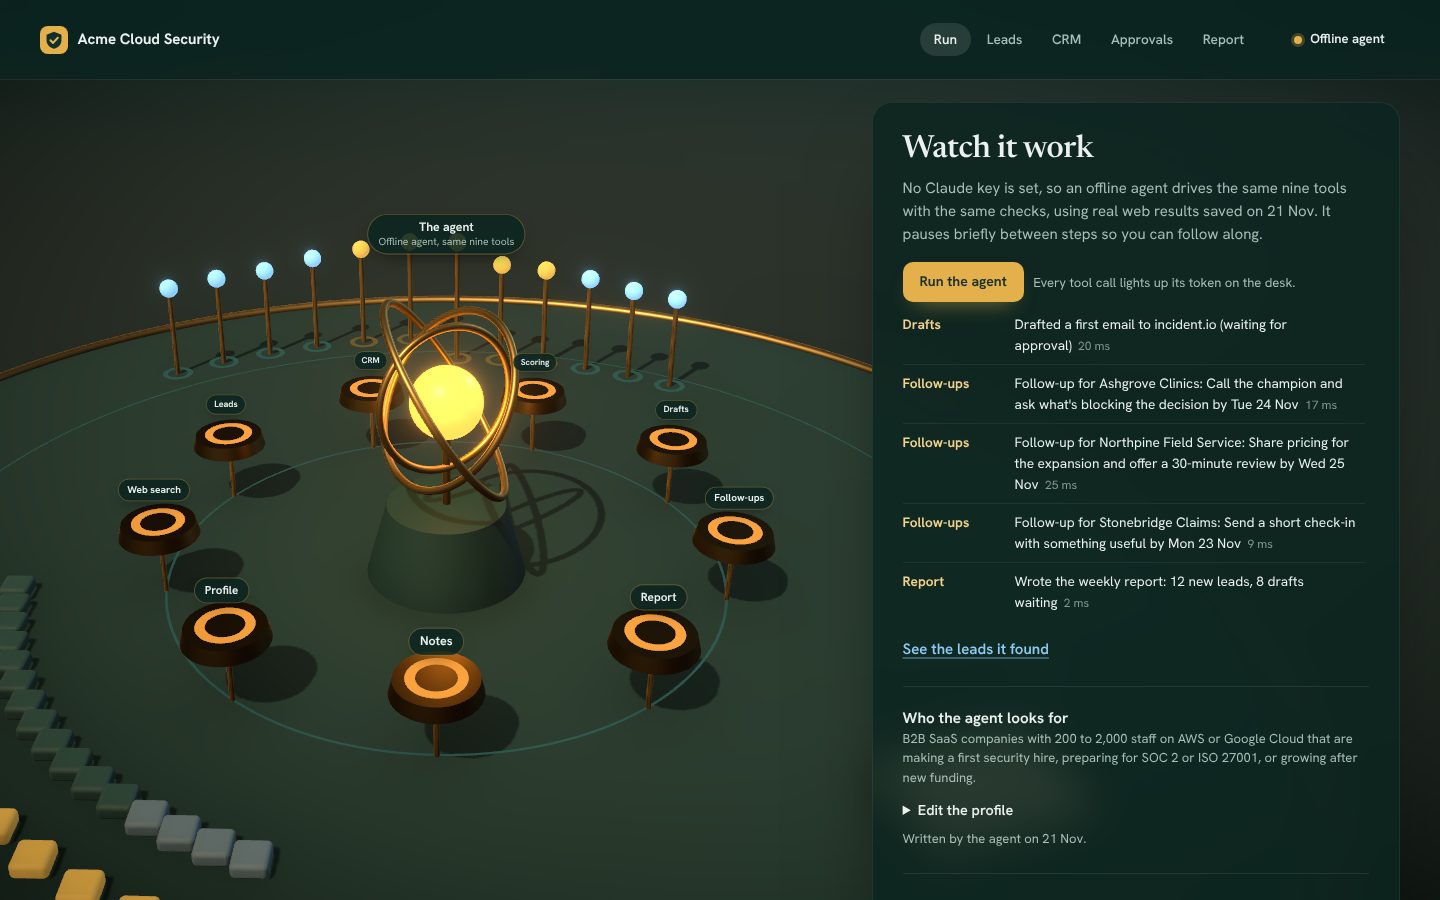 Acme Cloud Security
Run
Leads
CRM
Approvals
Report
Offline agent
The agent
Offline agent, same nine tools
CRM
Scoring
Leads
Drafts
Web search
Follow-ups
Profile
Report
Notes
Watch it work
No Claude key is set, so an offline agent drives the same nine tools
with the same checks, using real web results saved on 21 Nov. It
pauses briefly between steps so you can follow along.
Run the agent
Every tool call lights up its token on the desk.
Drafts
Drafted a first email to incident.io (waiting for
approval) 20 ms
Follow-ups
Follow-up for Ashgrove Clinics: Call the champion and
ask what's blocking the decision by Tue 24 Nov 17 ms
Follow-ups
Follow-up for Northpine Field Service: Share pricing for
the expansion and offer a 30-minute review by Wed 25
Nov 25 ms
Follow-ups
Follow-up for Stonebridge Claims: Send a short check-in
with something useful by Mon 23 Nov 9 ms
Report
Wrote the weekly report: 12 new leads, 8 drafts
waiting 2 ms
See the leads it found
Who the agent looks for
B2B SaaS companies with 200 to 2,000 staff on AWS or Google Cloud that are
making a first security hire, preparing for SOC 2 or ISO 27001, or growing after
new funding.
Edit the profile
Written by the agent on 21 Nov.